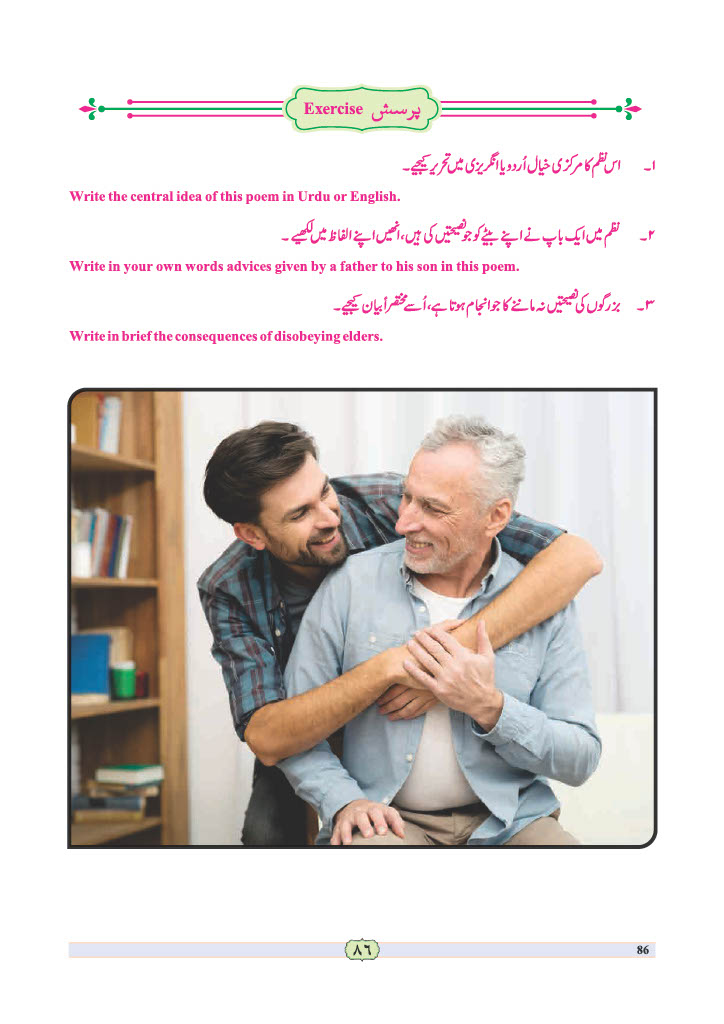 Exercise پرسش
۱۔ اس نظم کا مرکزی خیال اُردو یا انگریزی میں تحریر کیجیے۔
Write the central idea of this poem in Urdu or English.
۲۔ نظم میں ایک باپ نے اپنے بیٹے کو جو نصیحتیں کی ہیں، انھیں اپنے الفاظ میں لکھیے ۔
Write in your own words advices given by a father to his son in this poem.
۳۔ بزرگوں کی نصیحتیں نہ ماننے کا جو انجام ہوتا ہے، اُسے مختصراً بیان کیجیے۔
Write in brief the consequences of disobeying elders.
۸۶
86